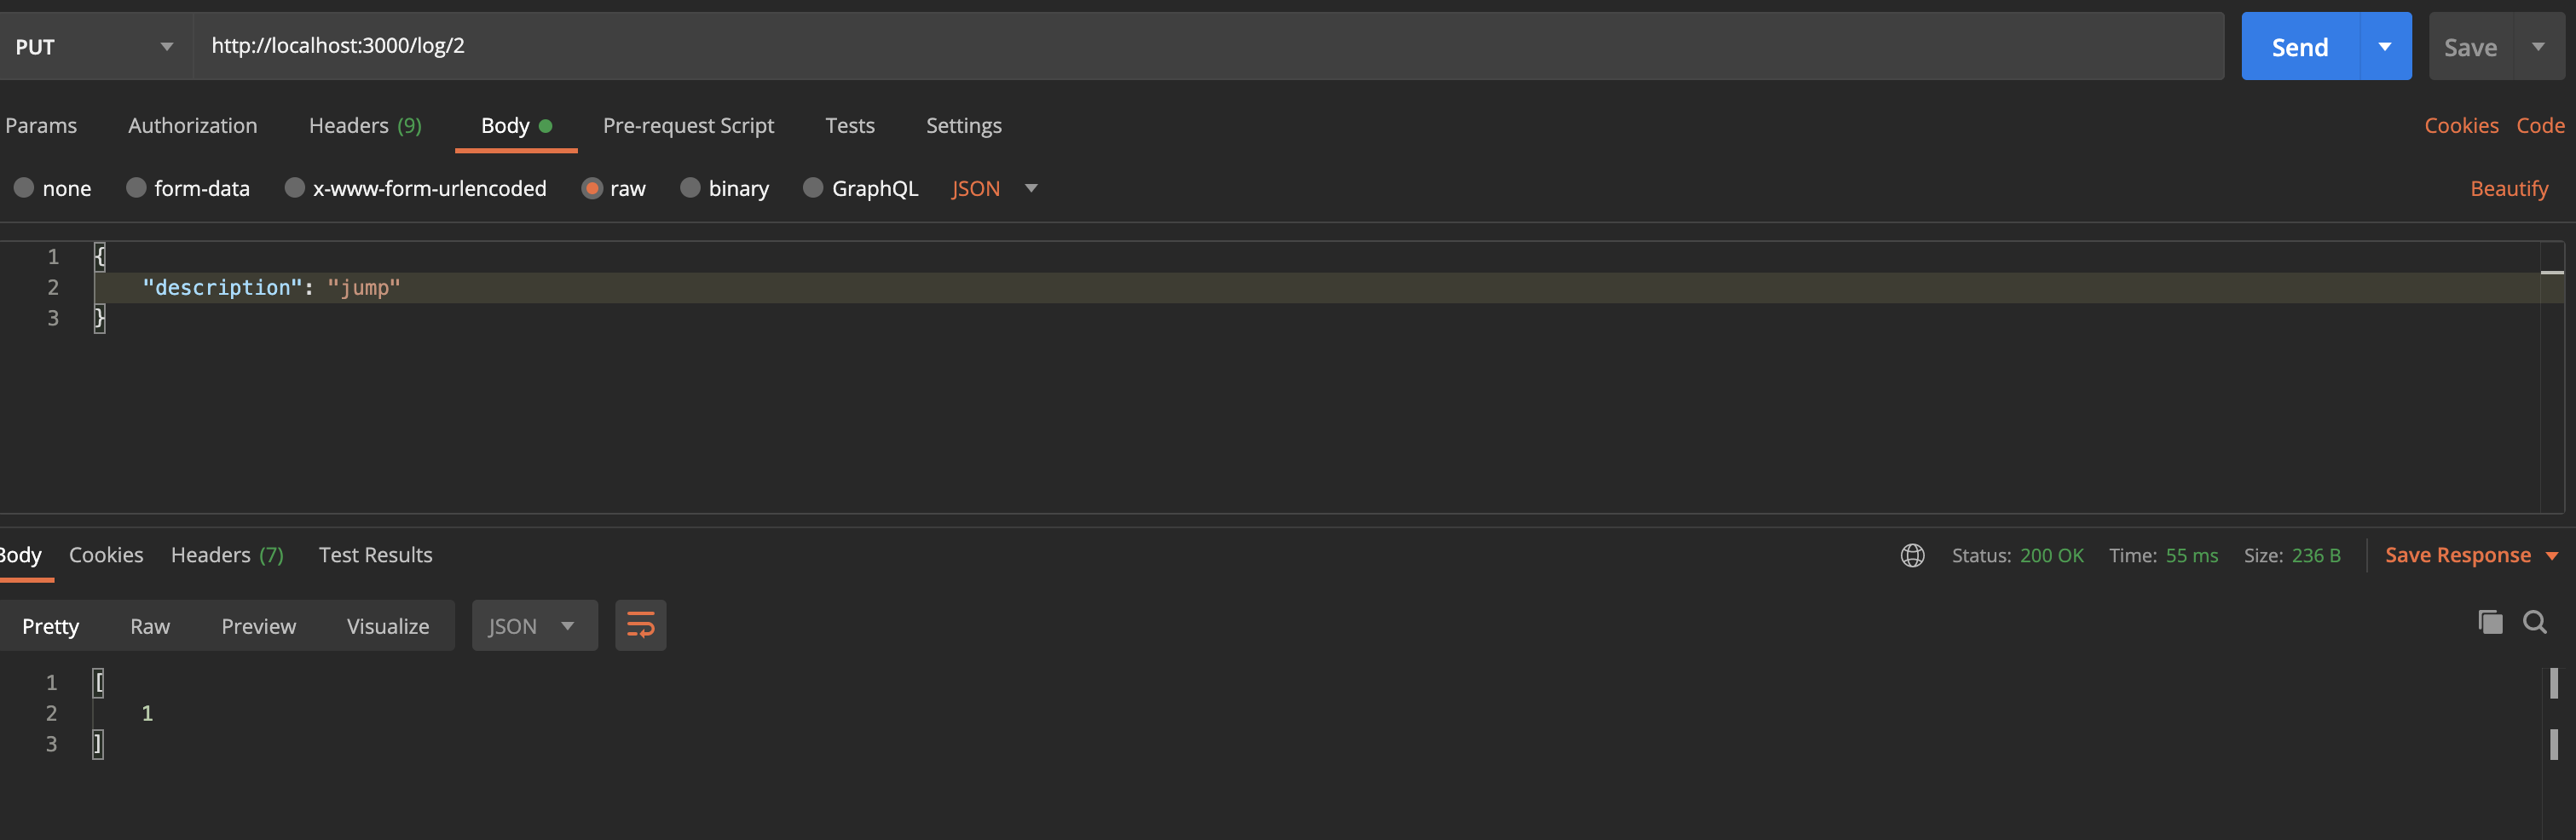 PUT http://localhost:3000/log/2 Send Save
Params Authorization Headers (9) Body Pre-request Script Tests Settings Cookies Code
none form-data x-www-form-urlencoded raw binary GraphQL JSON Beautify
1 {
2 "description": "jump"
3 }
Body Cookies Headers (7) Test Results Status: 200 OK Time: 55 ms Size: 236 B Save Response
Pretty Raw Preview Visualize JSON
1 [
2 1
3 ]